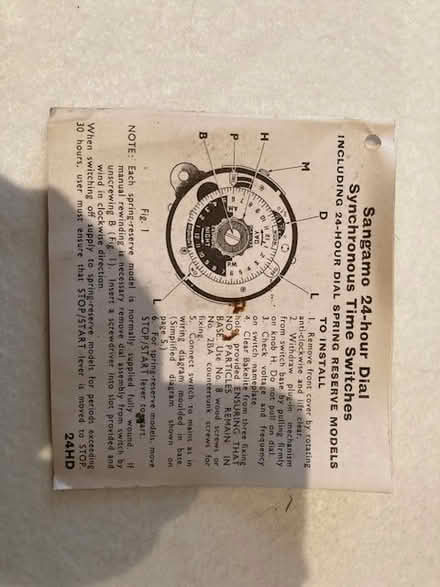 Sangamo 24-hour Dial
Synchronous Time Switches
INCLUDING 24-HOUR DIAL SPRING RESERVE MODELS
TO INSTALL
1. Remove front cover by rotating
anti-clockwise and lift clear.
2. Withdraw plug-in mechanism
from switch base by pulling firmly
on knob H. Do not pull on dial.
3. Check voltage and frequency
on switch nameplate.
4. Clear Bakelite from three fixing
holes provided ENSURING THAT
NO PARTICLES REMAIN IN
BASE. Use No. 8 wood screws or
No. 2BA countersunk screws for
fixing.
5. Connect switch to mains as in
wiring diagram moulded in base.
(Simplified diagram shown on
page 5.)
6. For spring-reserve models, move
STOP/START lever to start.
M
H
P
B
D
L
L
DAY
NIGHT
Fig. 1
NOTE: Each spring-reserve model is normally supplied full wound. If
manual rewinding is necessary remove dial assembly from switch by
unscrewing B (Fig. 1). Insert a screwdriver into slot provided and
wind in clockwise direction.
When switching off supply to spring-reserve models for periods exceeding
30 hours, user must ensure that STOP/START lever is moved to STOP.
24HD